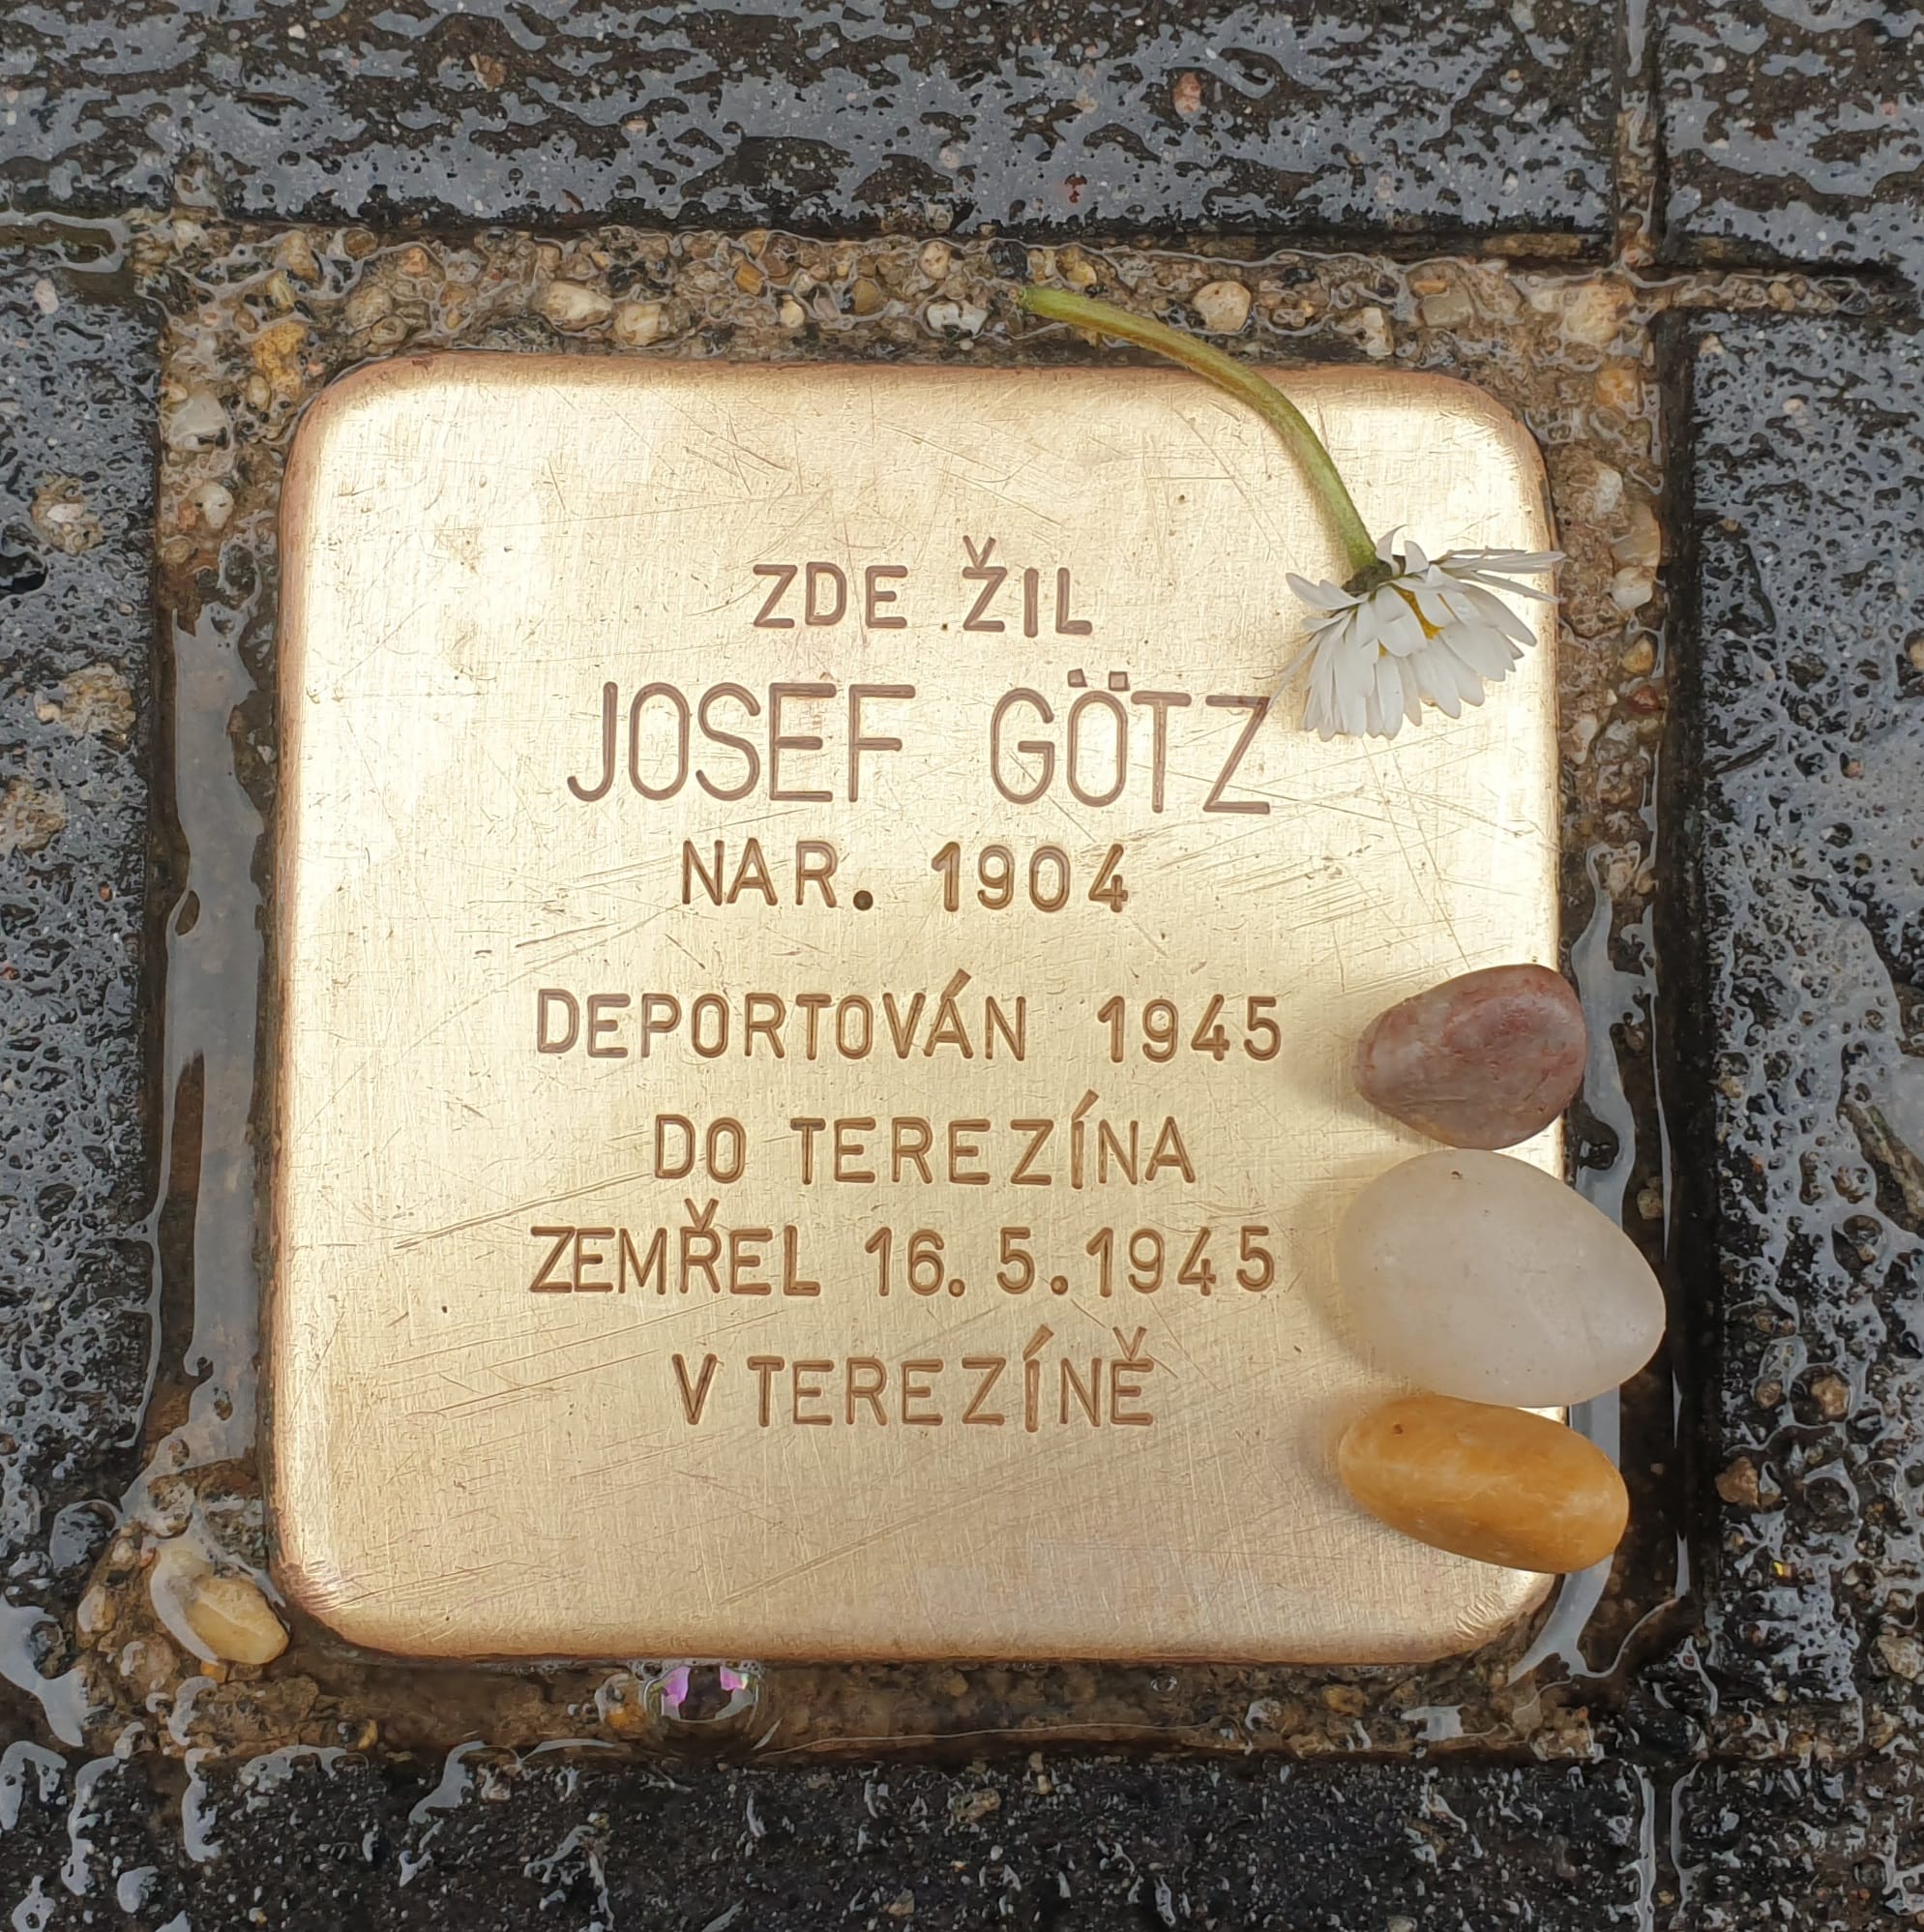 ZDE ŽIL
JOSEF GÖTZ
NAR. 1904
DEPORTOVÁN 1945
DO TEREZÍNA
ZEMŘEL 16.5.1945
V TEREZÍNĚ